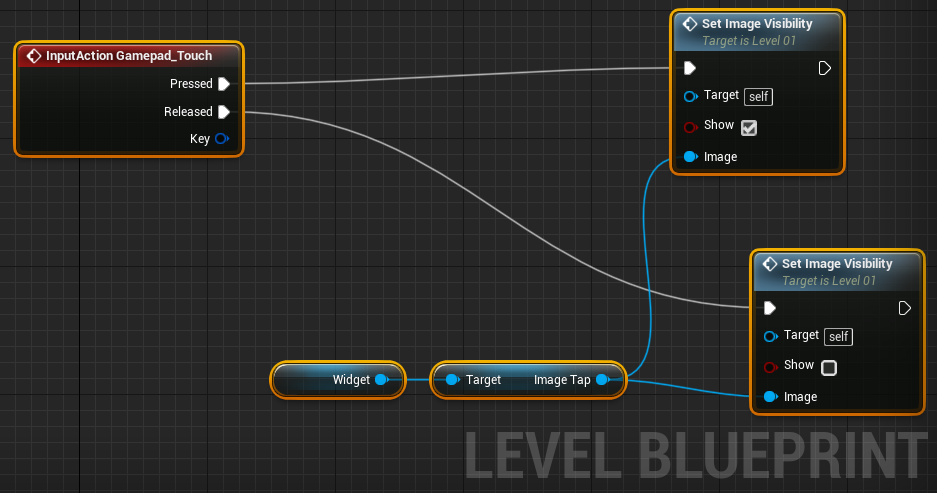 InputAction Gamepad_Touch
Pressed
Released
Key
Set Image Visibility
Target is Level 01
Target self
Show
Image
Set Image Visibility
Target is Level 01
Target self
Show
Image
Widget
Target Image Tap
LEVEL BLUEPRINT